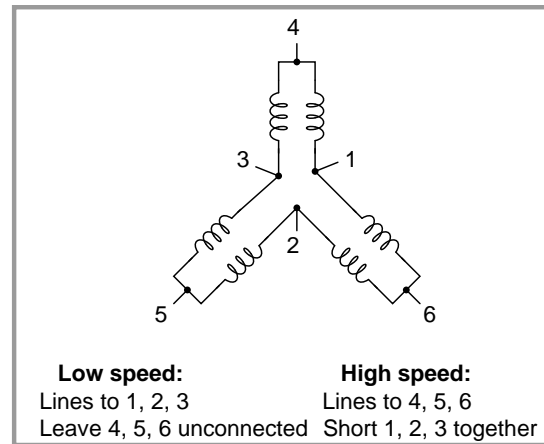 4
3
1
2
5
6
Low speed:
Lines to 1, 2, 3
Leave 4, 5, 6 unconnected
High speed:
Lines to 4, 5, 6
Short 1, 2, 3 together